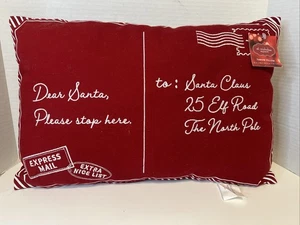 Dear Santa,
Please stop here.
to: Santa Claus
25 Elf Road
The North Pole
EXPRESS
MAIL
EXTRA
NICE LIST